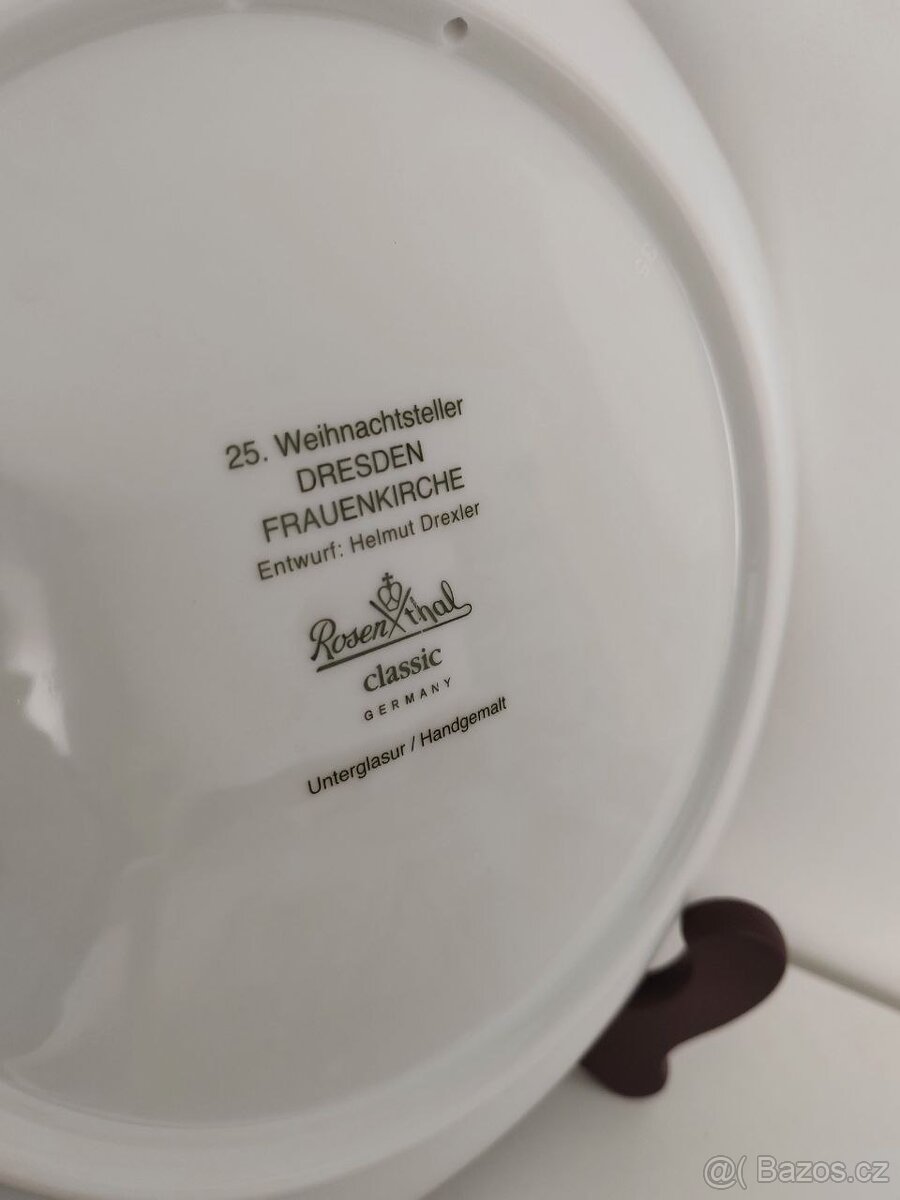 25. Weihnachtsteller
DRESDEN
FRAUENKIRCHE
Entwurf: Helmut Drexler
Rosenthal
classic
GERMANY
Unterglasur / Handgemalt
@( Bazos.cz